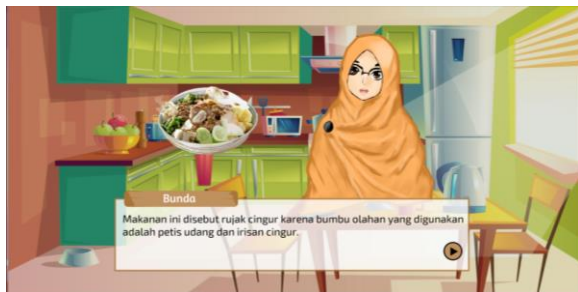 Bunda
Makanan ini disebut rujak cingur karena bumbu olahan yang digunakan
adalah petis udang dan irisan cingur.